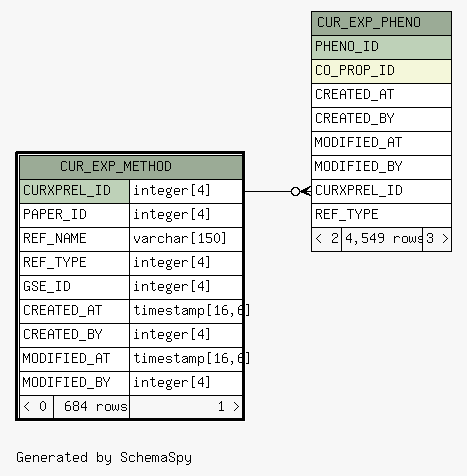 CUR_EXP_PHENO
PHENO_ID
CO_PROP_ID
CREATED_AT
CREATED_BY
MODIFIED_AT
MODIFIED_BY
CURXPREL_ID
REF_TYPE
< 2 4,549 rows 3 >
CUR_EXP_METHOD
CURXPREL_ID integer[4]
PAPER_ID integer[4]
REF_NAME varchar[150]
REF_TYPE integer[4]
GSE_ID integer[4]
CREATED_AT timestamp[16,6]
CREATED_BY integer[4]
MODIFIED_AT timestamp[16,6]
MODIFIED_BY integer[4]
< 0 684 rows 1 >
Generated by SchemaSpy